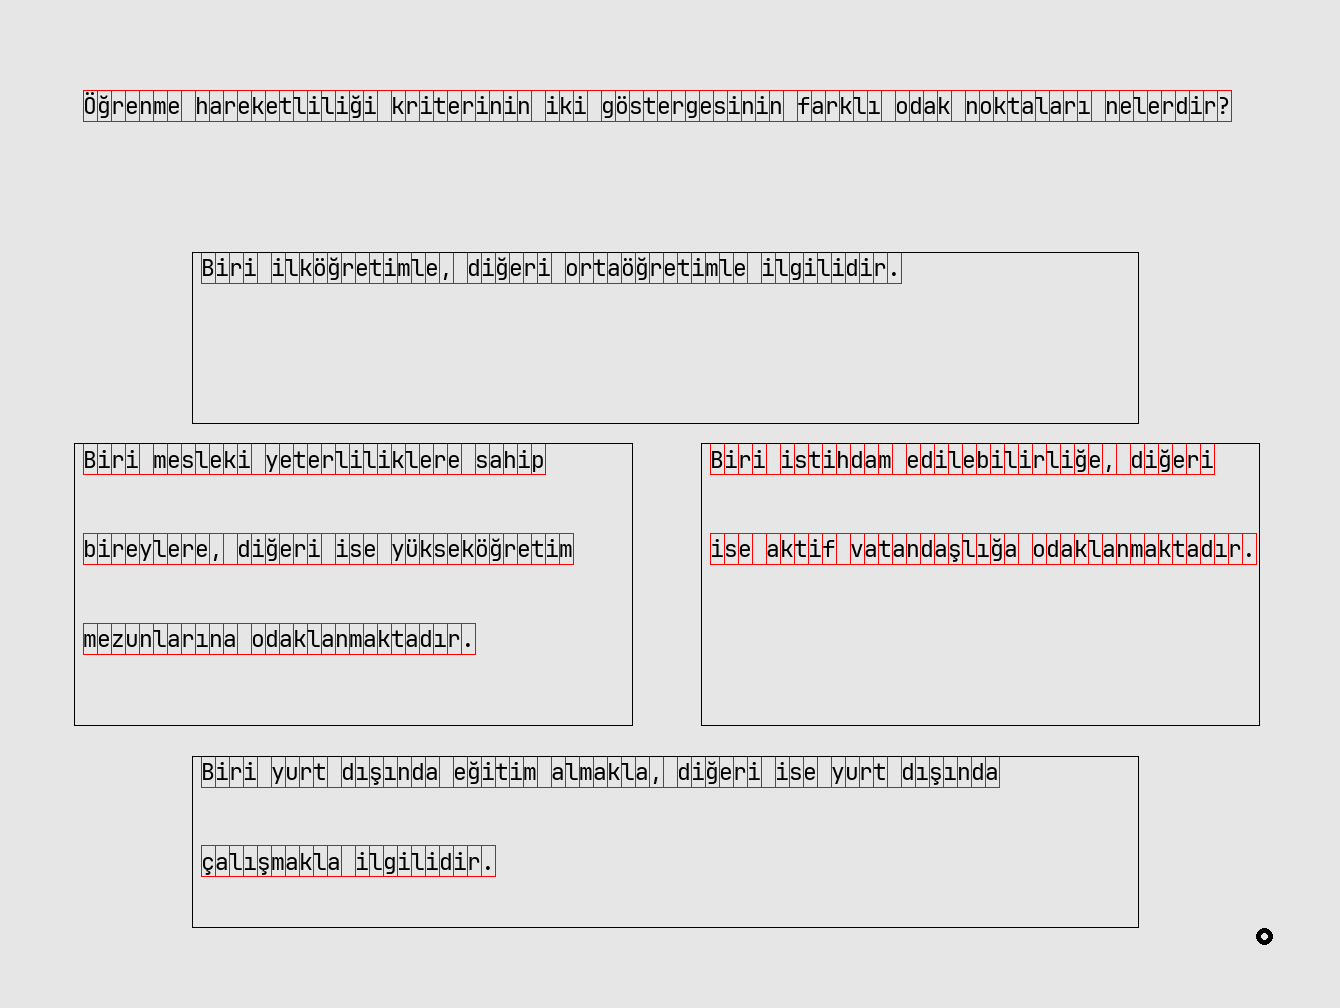 Öğrenme hareketliliği kriterinin iki göstergesinin farklı odak noktaları nelerdir?
Biri ilköğretimle, diğeri ortaöğretimle ilgilidir.
Biri mesleki yeterliliklere sahip
bireylere, diğeri ise yükseköğretim
mezunlarına odaklanmaktadır.
Biri istihdam edilebilirliğe, diğeri
ise aktif vatandaşlığa odaklanmaktadır.
Biri yurt dışında eğitim almakla, diğeri ise yurt dışında
çalışmakla ilgilidir.